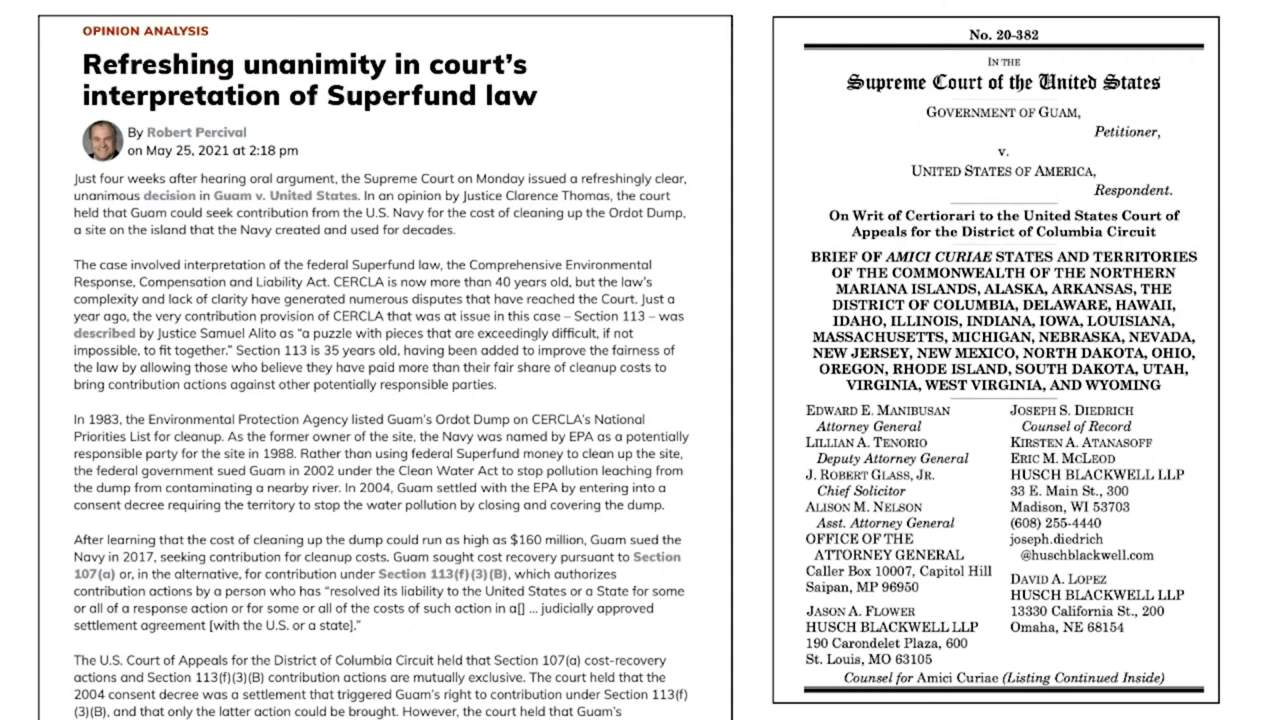 OPINION ANALYSIS
Refreshing unanimity in court's
interpretation of Superfund law
By Robert Percival
on May 25, 2021 at 2:18 pm
Just four weeks after hearing oral argument, the Supreme Court on Monday issued a refreshingly clear,
unanimous decision in Guam v. United States. In an opinion by Justice Clarence Thomas, the court
held that Guam could seek contribution from the U.S. Navy for the cost of cleaning up the Ordot Dump,
a site on the island that the Navy created and used for decades.
The case involved interpretation of the federal Superfund law, the Comprehensive Environmental
Response, Compensation and Liability Act. CERCLA is now more than 40 years old, but the law's
complexity and lack of clarity have generated numerous disputes that have reached the Court. Just a
year ago, the very contribution provision of CERCLA that was at issue in this case – Section 113 – was
described by Justice Samuel Alito as "a puzzle with pieces that are exceedingly difficult, if not
impossible, to fit together." Section 113 is 35 years old, having been added to improve the fairness of
the law by allowing those who believe they have paid more than their fair share of cleanup costs to
bring contribution actions against other potentially responsible parties.
In 1983, the Environmental Protection Agency listed Guam's Ordot Dump on CERCLA's National
Priorities List for cleanup. As the former owner of the site, the Navy was named by EPA as a potentially
responsible party for the site in 1988. Rather than using federal Superfund money to clean up the site,
the federal government sued Guam in 2002 under the Clean Water Act to stop pollution leaching from
the dump from contaminating a nearby river. In 2004, Guam settled with the EPA by entering into a
consent decree requiring the territory to stop the water pollution by closing and covering the dump.
After learning that the cost of cleaning up the dump could run as high as $160 million, Guam sued the
Navy in 2017, seeking contribution for cleanup costs. Guam sought cost recovery pursuant to Section
107(a) or, in the alternative, for contribution under Section 113(f)(3)(B), which authorizes
contribution actions by a person who has "resolved its liability to the United States or a State for some
or all of a response action or for some or all of the costs of such action in a[] … judicially approved
settlement agreement [with the U.S. or a state]."
The U.S. Court of Appeals for the District of Columbia Circuit held that Section 107(a) cost-recovery
actions and Section 113(f)(3)(B) contribution actions are mutually exclusive. The court held that the
2004 consent decree was a settlement that triggered Guam's right to contribution under Section 113(f)
(3)(B), and that only the latter action could be brought. However, the court held that Guam's
No. 20-382
IN THE
Supreme Court of the United States
GOVERNMENT OF GUAM,
Petitioner,
v.
UNITED STATES OF AMERICA,
Respondent.
On Writ of Certiorari to the United States Court of
Appeals for the District of Columbia Circuit
BRIEF OF AMICI CURIAE STATES AND TERRITORIES
OF THE COMMONWEALTH OF THE NORTHERN
MARIANA ISLANDS, ALASKA, ARKANSAS, THE
DISTRICT OF COLUMBIA, DELAWARE, HAWAII,
IDAHO, ILLINOIS, INDIANA, IOWA, LOUISIANA,
MASSACHUSETTS, MICHIGAN, NEBRASKA, NEVADA,
NEW JERSEY, NEW MEXICO, NORTH DAKOTA, OHIO,
OREGON, RHODE ISLAND, SOUTH DAKOTA, UTAH,
VIRGINIA, WEST VIRGINIA, AND WYOMING
EDWARD E. MANIBUSAN
Attorney General
LILLIAN A. TENORIO
Deputy Attorney General
J. ROBERT GLASS, JR.
Chief Solicitor
ALISON M. NELSON
Asst. Attorney General
OFFICE OF THE
ATTORNEY GENERAL
Caller Box 10007, Capitol Hill
Saipan, MP 96950
JASON A. FLOWER
HUSCH BLACKWELL LLP
190 Carondelet Plaza, 600
St. Louis, MO 63105
JOSEPH S. DIEDRICH
Counsel of Record
KIRSTEN A. ATANASOFF
ERIC M. MCLEOD
HUSCH BLACKWELL LLP
33 E. Main St., 300
Madison, WI 53703
(608) 255-4440
joseph.diedrich
@huschblackwell.com
DAVID A. LOPEZ
HUSCH BLACKWELL LLP
13330 California St., 200
Omaha, NE 68154
Counsel for Amici Curiae (Listing Continued Inside)